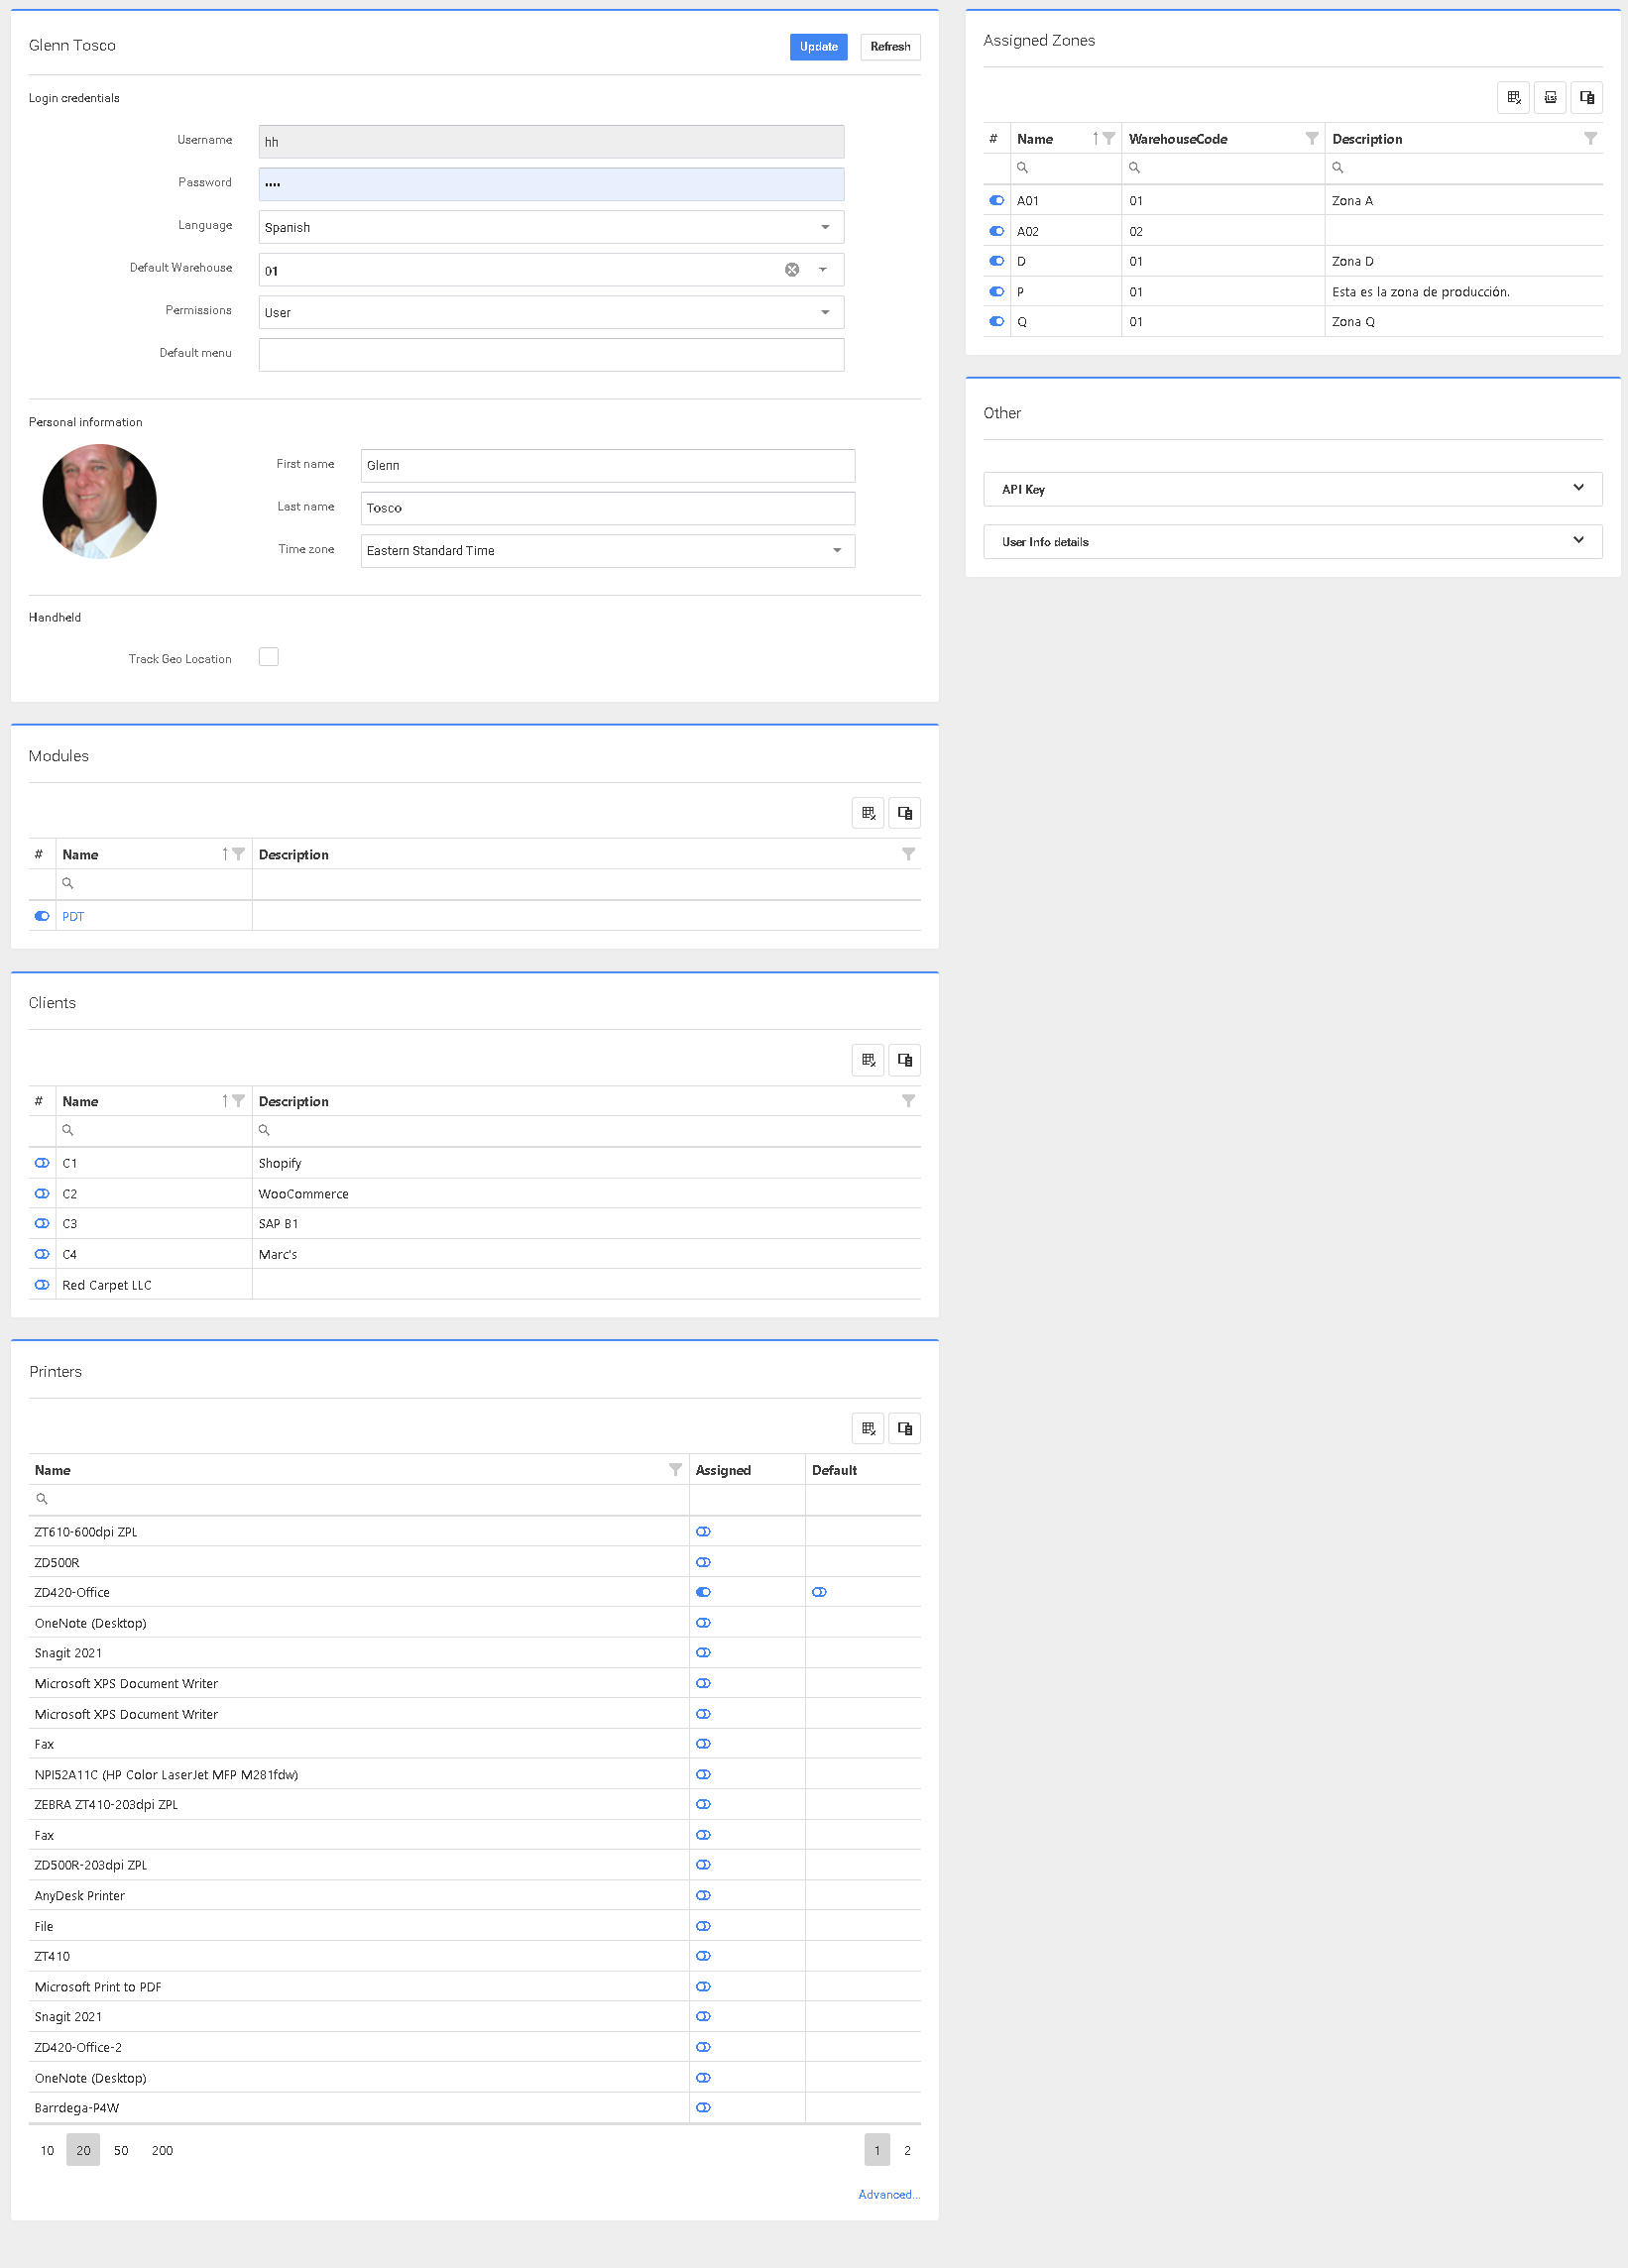 Glenn Tosco
Update Refresh
Login credentials
Username hh
Password ••••
Language Spanish
Default Warehouse 01
Permissions User
Default menu
Personal information
First name Glenn
Last name Tosco
Time zone Eastern Standard Time
Handheld
Track Geo Location
Modules
# Name Description
PDT
Clients
# Name Description
C1 Shopify
C2 WooCommerce
C3 SAP B1
C4 Marc's
Red Carpet LLC
Printers
Name Assigned Default
ZT610-600dpi ZPL
ZD500R
ZD420-Office
OneNote (Desktop)
Snagit 2021
Microsoft XPS Document Writer
Microsoft XPS Document Writer
Fax
NPI52A11C (HP Color LaserJet MFP M281fdw)
ZEBRA ZT410-203dpi ZPL
Fax
ZD500R-203dpi ZPL
AnyDesk Printer
File
ZT410
Microsoft Print to PDF
Snagit 2021
ZD420-Office-2
OneNote (Desktop)
Barrdega-P4W
10 20 50 200 1 2
Advanced...
Assigned Zones
# Name WarehouseCode Description
A01 01 Zona A
A02 02
D 01 Zona D
P 01 Esta es la zona de producción.
Q 01 Zona Q
Other
API Key
User Info details